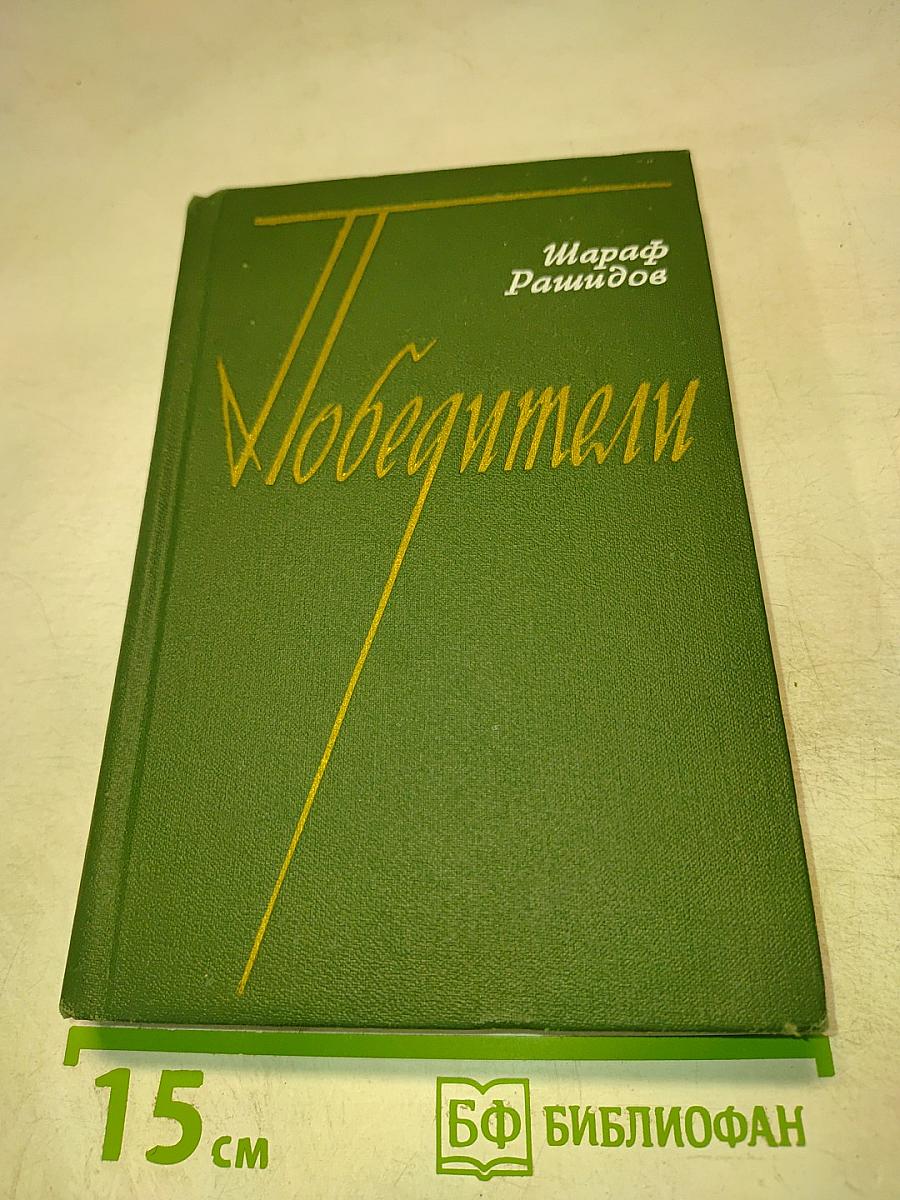 Шараф
Рашидов
Победители
15 см
БФ БИБЛИОФАН